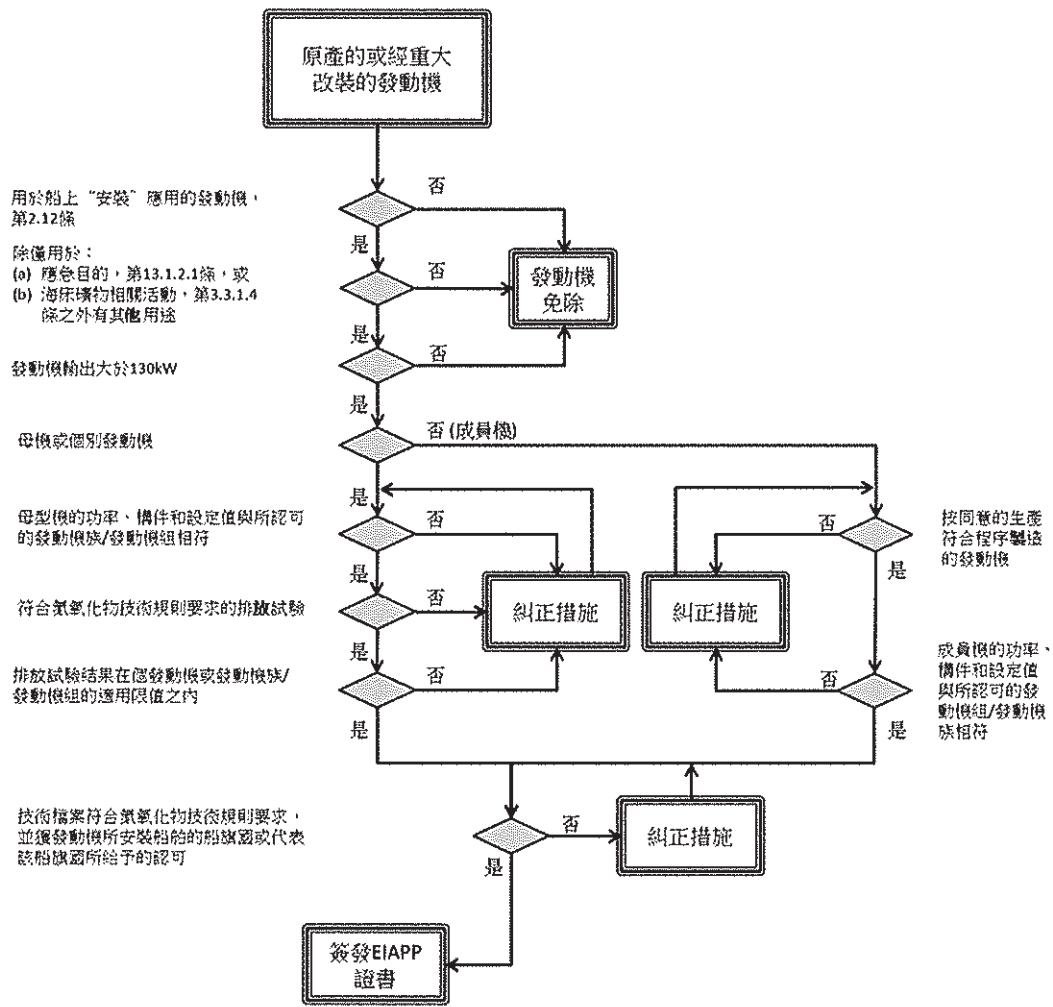 原產的或經重大
改裝的發動機
用於船上“安裝”應用的發動機，
第2.12條
否
是
除僅用於：
(a) 應急目的，第13.1.2.1條，或
(b) 海床礦物相關活動，第3.3.1.4
條之外有其他用途
否
是
發動機
免除
發動機輸出大於130kW
否
是
母機或個別發動機
否 (成員機)
是
母型機的功率、構件和設定值與所認可
的發動機族/發動機組相符
否
是
糾正措施
糾正措施
否
是
按同意的生產
符合程序製造
的發動機
符合氮氧化物技術規則要求的排放試驗
否
是
排放試驗結果在個發動機或發動機族/
發動機組的適用限值之內
否
是
否
是
成員機的功率、
構件和設定值
與所認可的發
動機組/發動機
族相符
技術檔案符合氮氧化物技術規則要求，
並獲發動機所安裝船舶的船旗國或代表
該船旗國所給予的認可
否
是
糾正措施
簽發EIAPP
證書